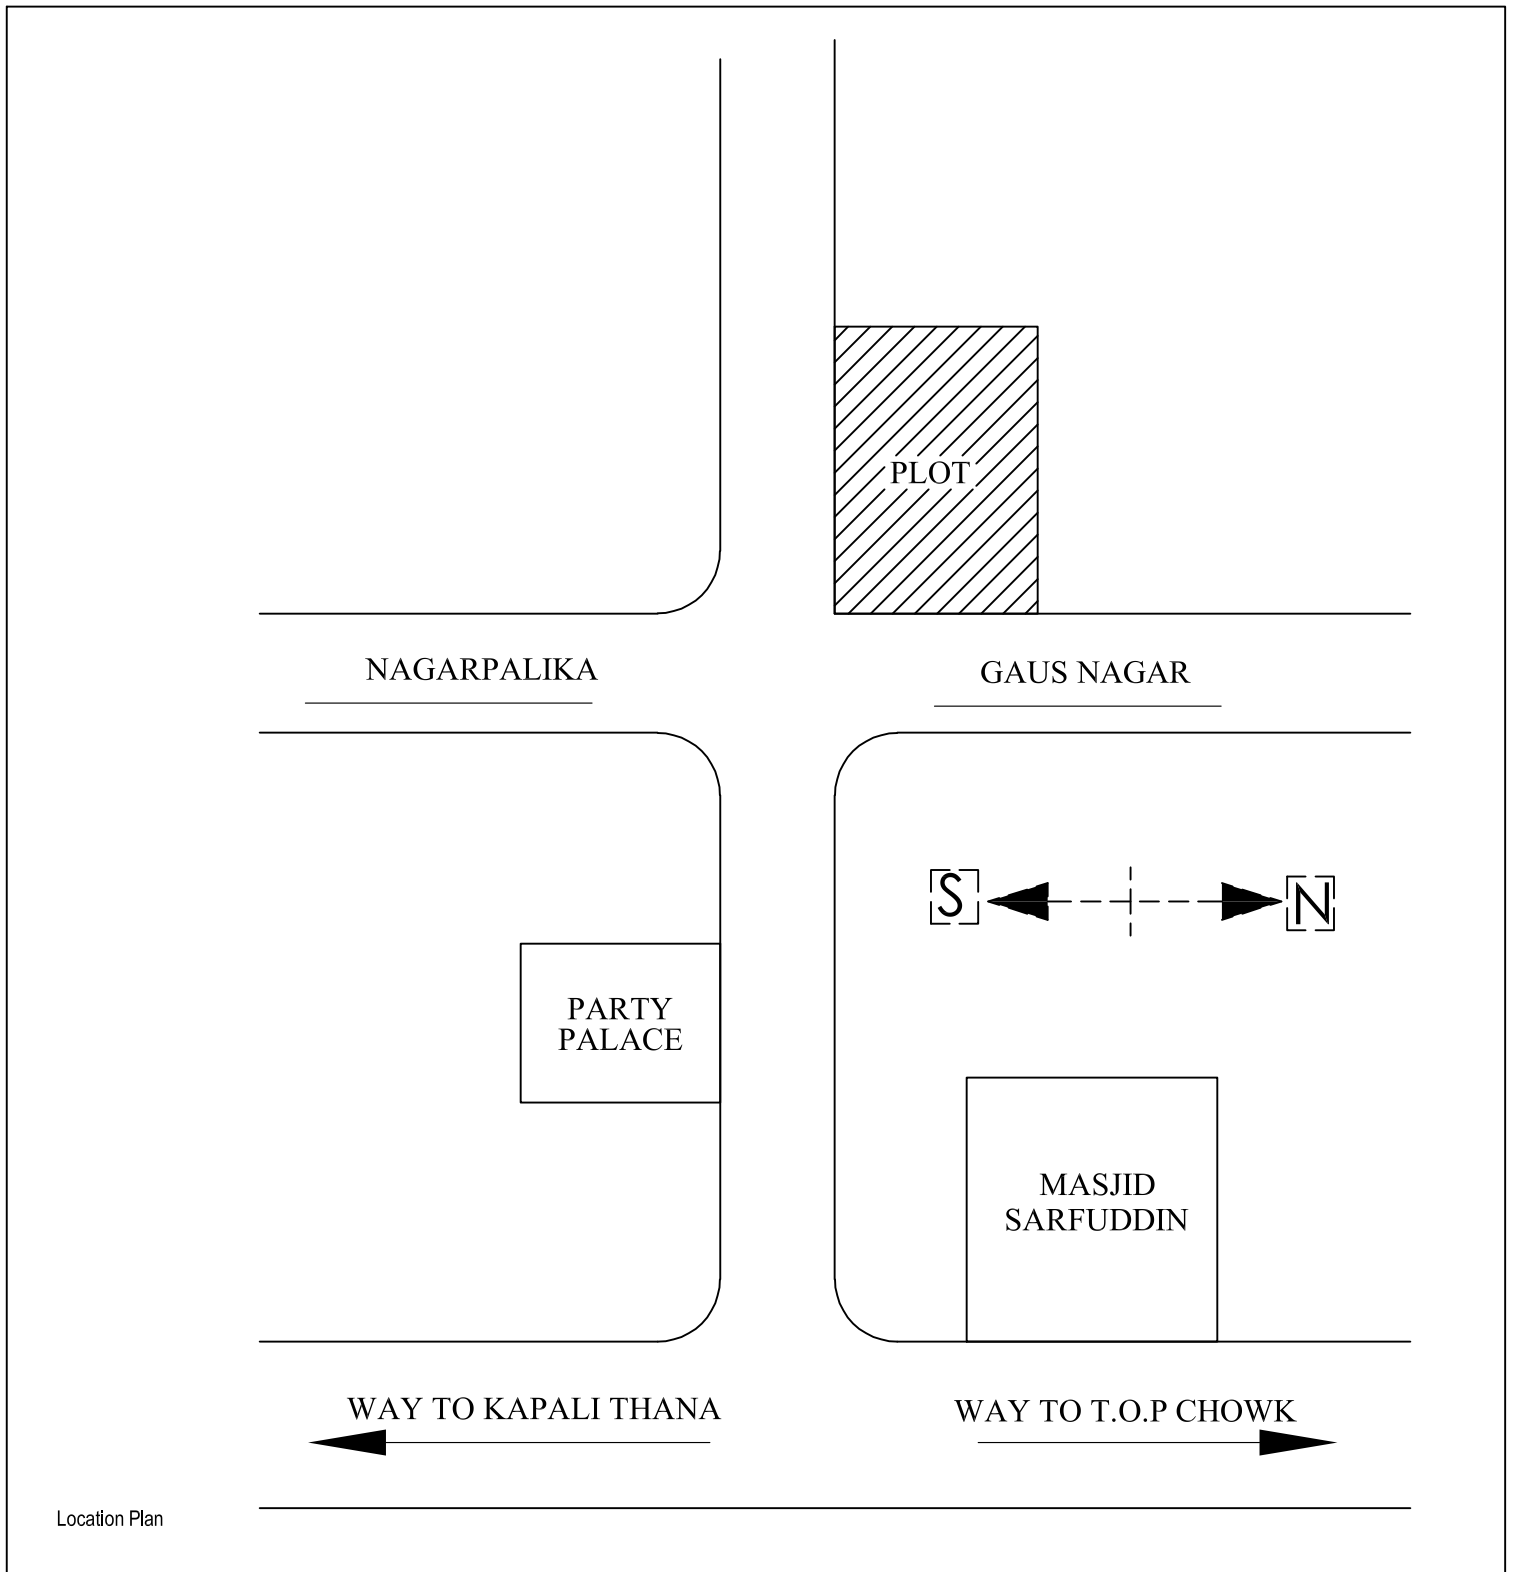 PLOT
NAGARPALIKA
GAUS NAGAR
S
N
PARTY
PALACE
MASJID
SARFUDDIN
WAY TO KAPALI THANA
WAY TO T.O.P CHOWK
Location Plan